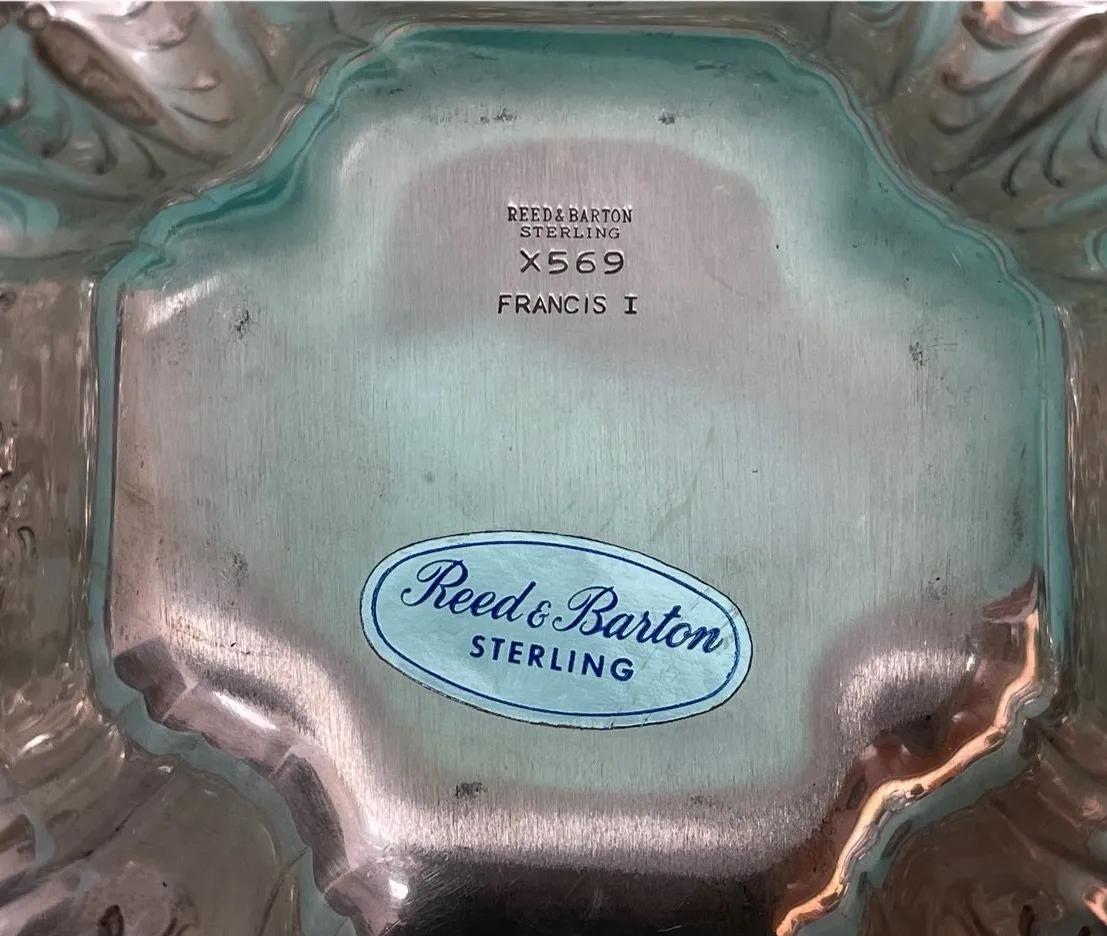 REED & BARTON
STERLING
X569
FRANCIS I
Reed & Barton
STERLING